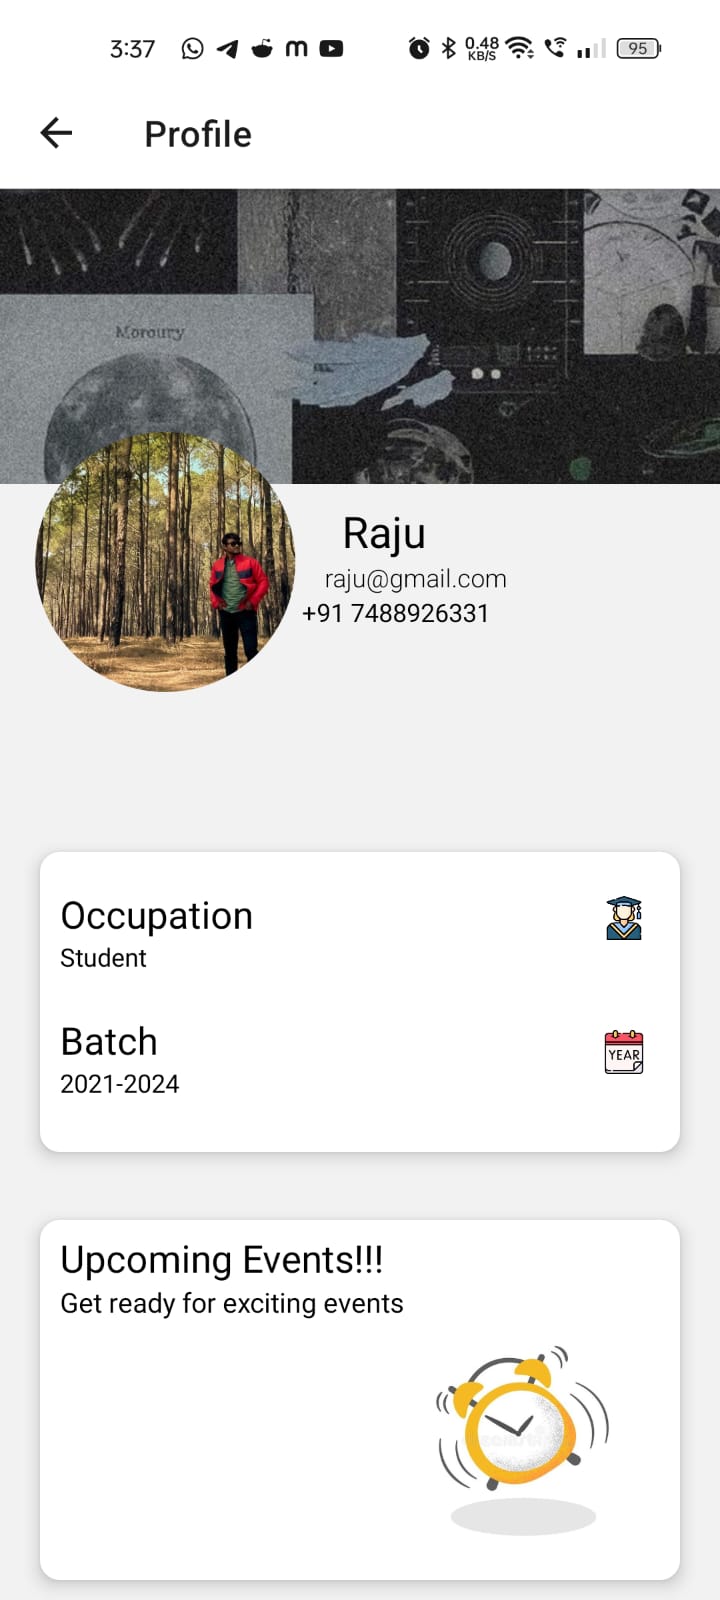 3:37 0.48 KB/S 95
Profile
Moroury
Raju
raju@gmail.com
+91 7488926331
Occupation
Student
YEAR
Batch
2021-2024
Upcoming Events!!!
Get ready for exciting events